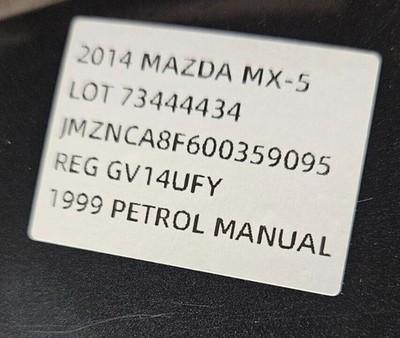 2014 MAZDA MX-5
LOT 73444434
JMZNCA8F600359095
REG GV14UFY
1999 PETROL MANUAL